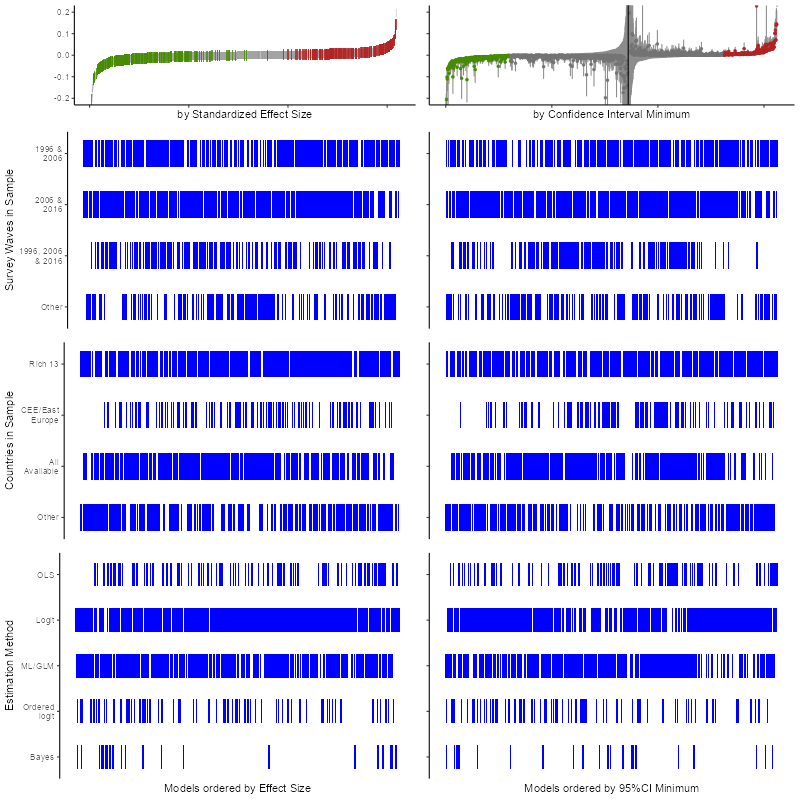 0.2
0.1
0.0
-0.1
-0.2
by Standardized Effect Size
by Confidence Interval Minimum
Survey Waves in Sample
1996 &
2006
2006 &
2016
1996, 2006
& 2016
Other
Countries in Sample
Rich 13
CEE/East
Europe
All
Available
Other
Estimation Method
OLS
Logit
ML/GLM
Ordered
logit
Bayes
Models ordered by Effect Size
Models ordered by 95%CI Minimum